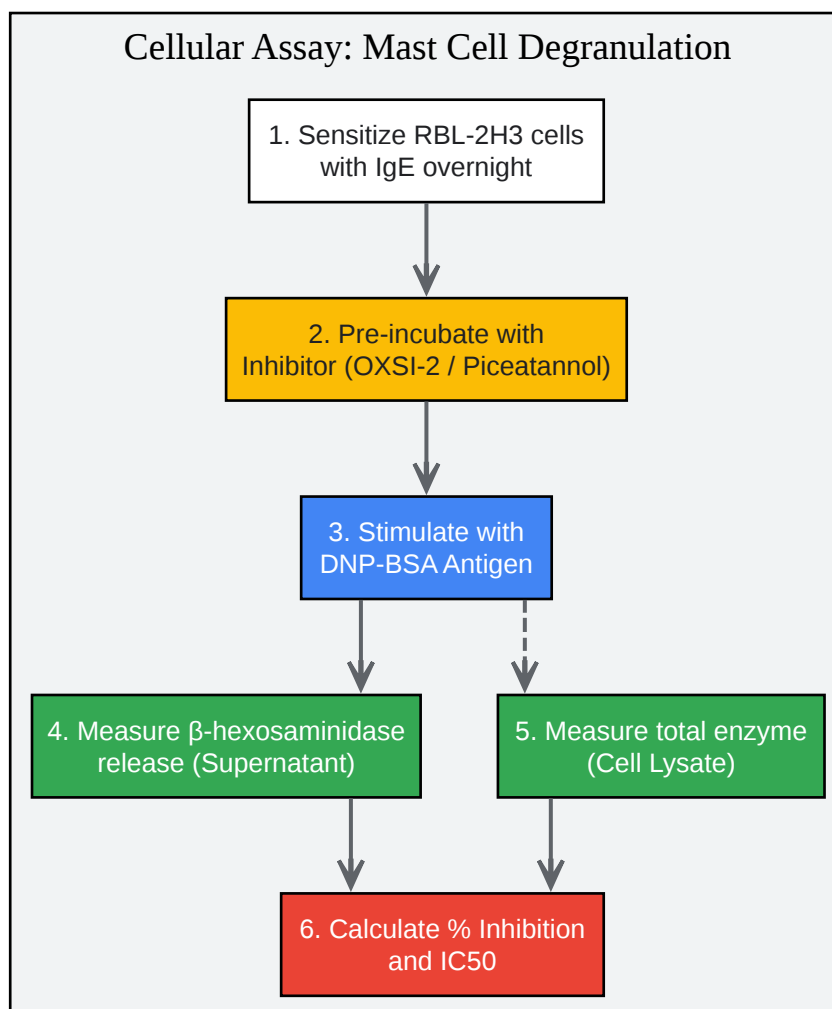 Cellular Assay: Mast Cell Degranulation
1. Sensitize RBL-2H3 cells
with IgE overnight
2. Pre-incubate with
Inhibitor (OXSI-2 / Piceatannol)
3. Stimulate with
DNP-BSA Antigen
4. Measure β-hexosaminidase
release (Supernatant)
5. Measure total enzyme
(Cell Lysate)
6. Calculate % Inhibition
and IC50